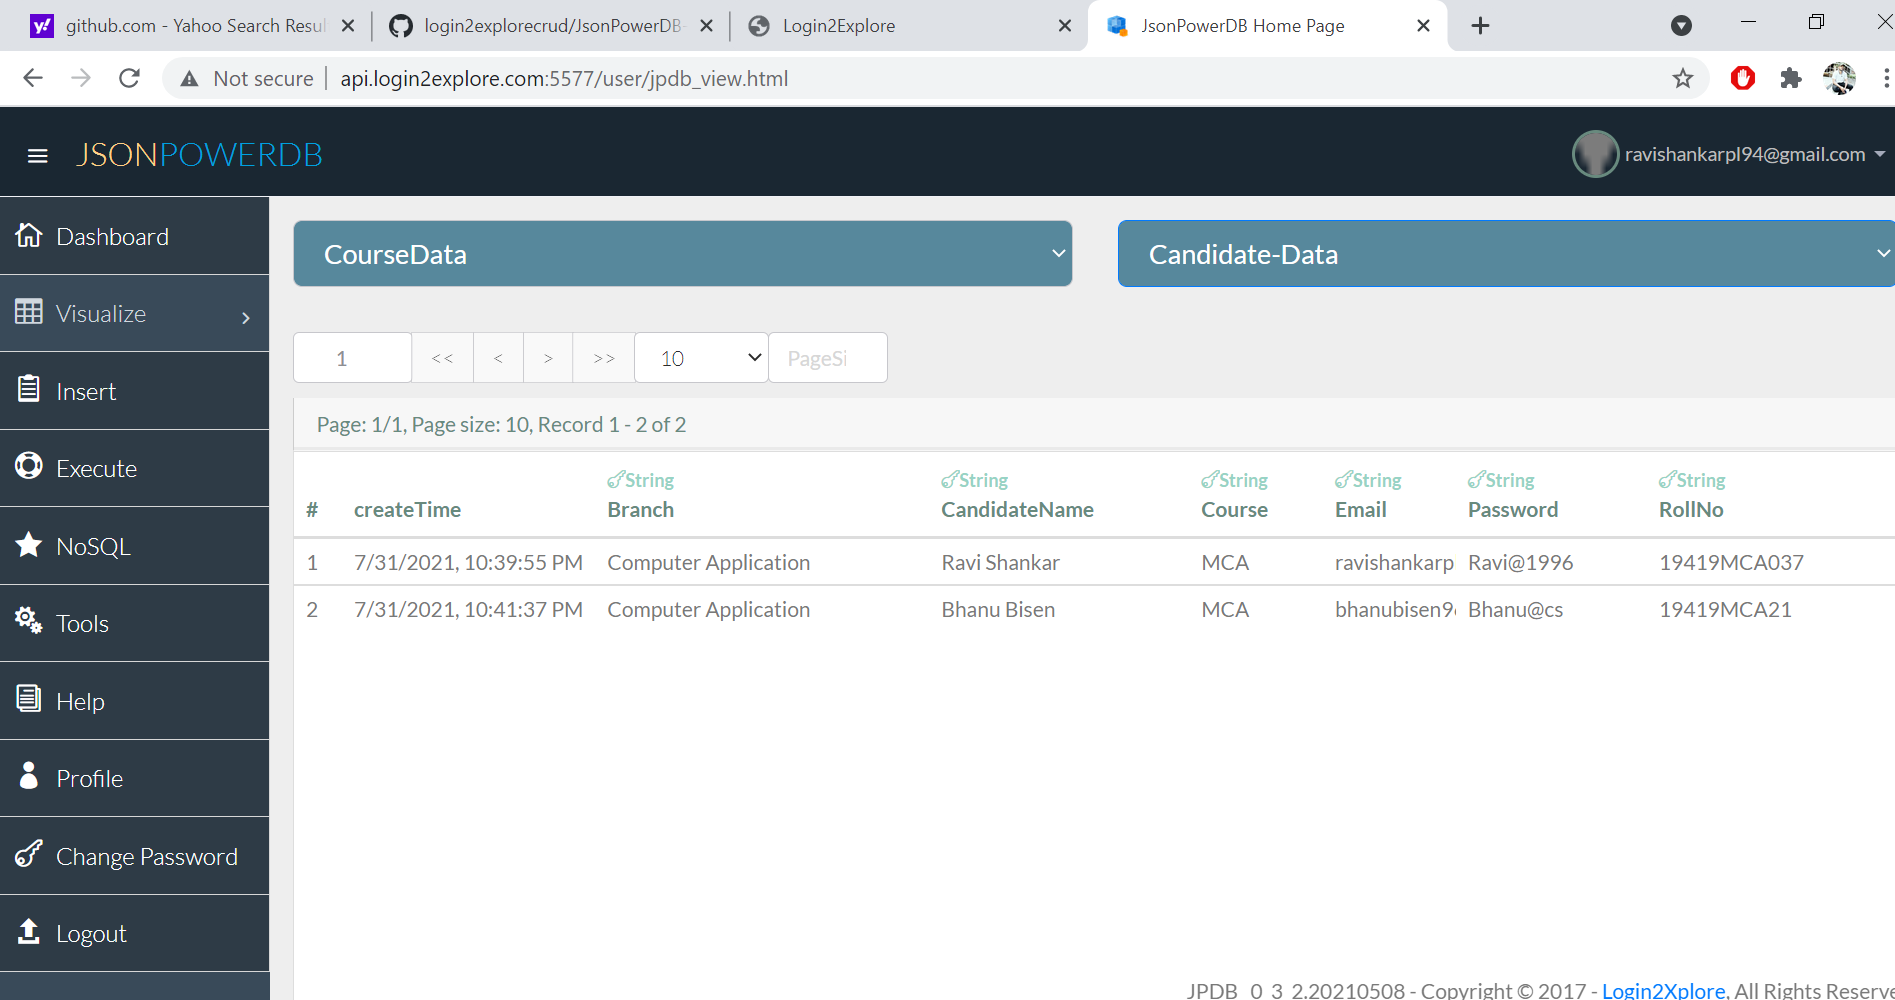 github.com - Yahoo Search Resul
login2explorecrud/JsonPowerDB-
Login2Explore
JsonPowerDB Home Page
Not secure
api.login2explore.com:5577/user/jpdb_view.html
JSONPOWERDB
ravishankarpl94@gmail.com
Dashboard
Visualize
Insert
Execute
NoSQL
Tools
Help
Profile
Change Password
Logout
CourseData
Candidate-Data
1 << < > >> 10 PageSi
Page: 1/1, Page size: 10, Record 1 - 2 of 2
String String String String String String
# createTime Branch CandidateName Course Email Password RollNo
1 7/31/2021, 10:39:55 PM Computer Application Ravi Shankar MCA ravishankarp Ravi@1996 19419MCA037
2 7/31/2021, 10:41:37 PM Computer Application Bhanu Bisen MCA bhanubisen9 Bhanu@cs 19419MCA21
JPDB_0_3_2.20210508 - Copyright © 2017 - Login2Xplore, All Rights Reserve